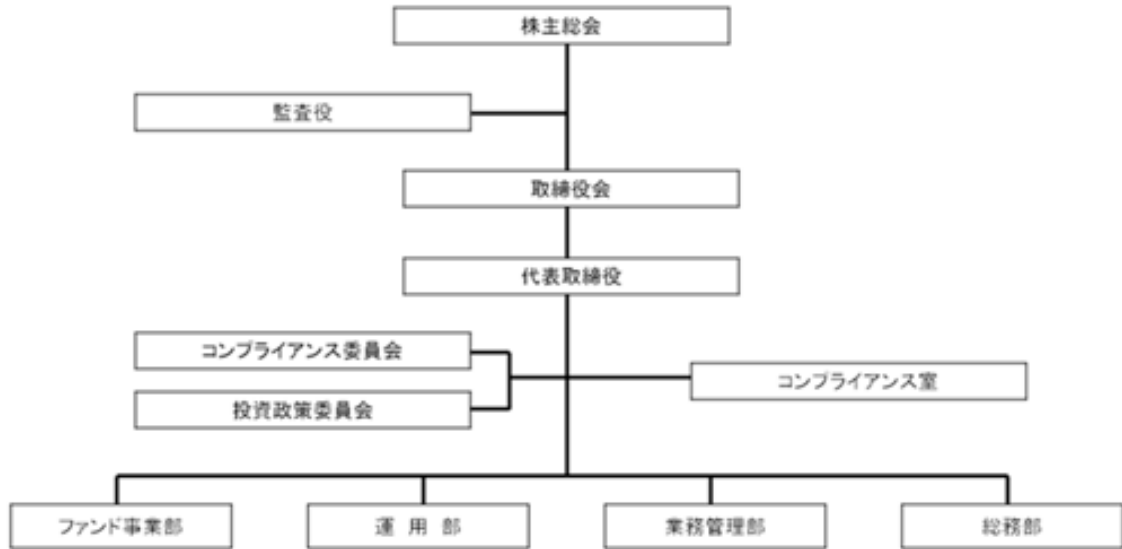 株主総会
監査役
取締役会
代表取締役
コンプライアンス委員会
コンプライアンス室
投資政策委員会
ファンド事業部
運 用 部
業務管理部
総務部